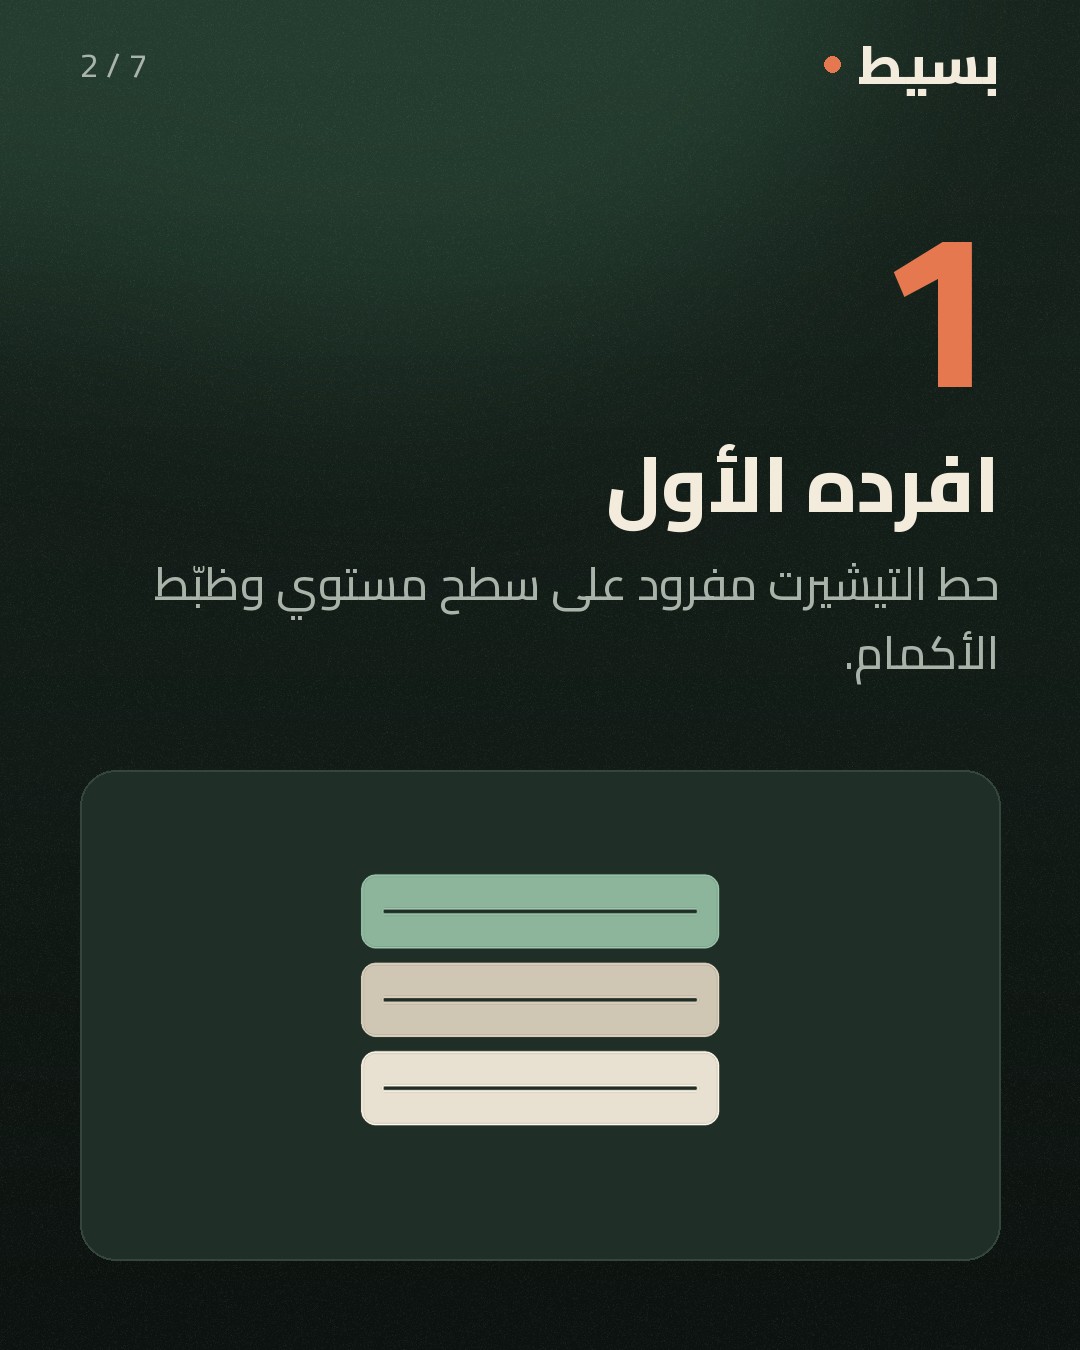 بسيط
2 / 7
1
افرده الأول
حط التيشيرت مفرود على سطح مستوي وظبّط
الأكمام.